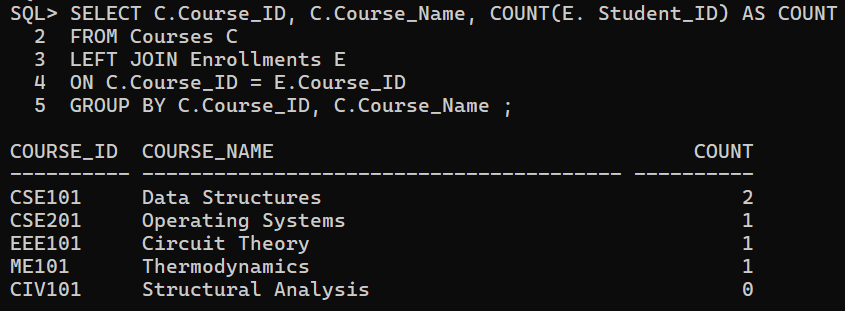 SQL> SELECT C.Course_ID, C.Course_Name, COUNT(E. Student_ID) AS COUNT
  2  FROM Courses C
  3  LEFT JOIN Enrollments E
  4  ON C.Course_ID = E.Course_ID
  5  GROUP BY C.Course_ID, C.Course_Name ;

COURSE_ID  COURSE_NAME                                   COUNT
---------- ---------------------------------------- ----------
CSE101     Data Structures                                   2
CSE201     Operating Systems                                 1
EEE101     Circuit Theory                                    1
ME101      Thermodynamics                                    1
CIV101     Structural Analysis                               0